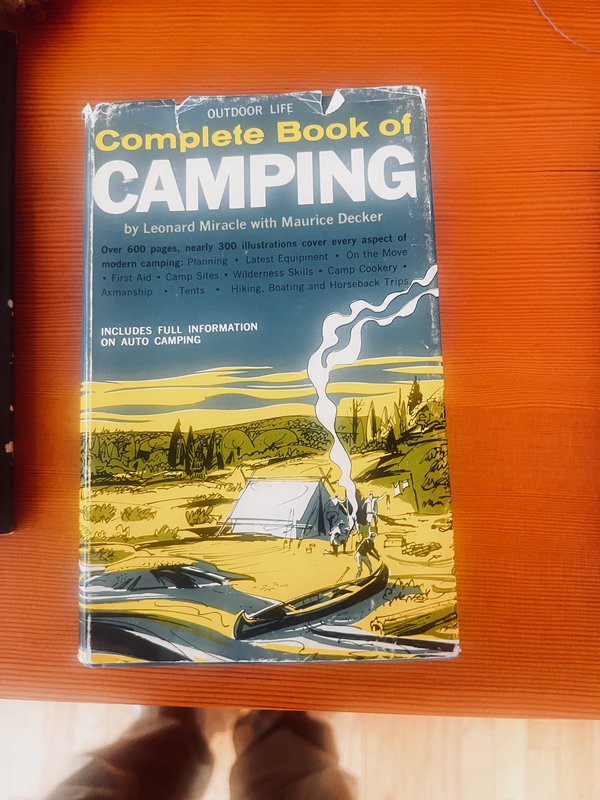 OUTDOOR LIFE
Complete Book of
CAMPING
by Leonard Miracle with Maurice Decker
Over 600 pages, nearly 300 illustrations cover every aspect of
modern camping: Planning • Latest Equipment • On the Move
• First Aid • Camp Sites • Wilderness Skills • Camp Cookery •
Axmanship • Tents • Hiking, Boating and Horseback Trips
INCLUDES FULL INFORMATION
ON AUTO CAMPING